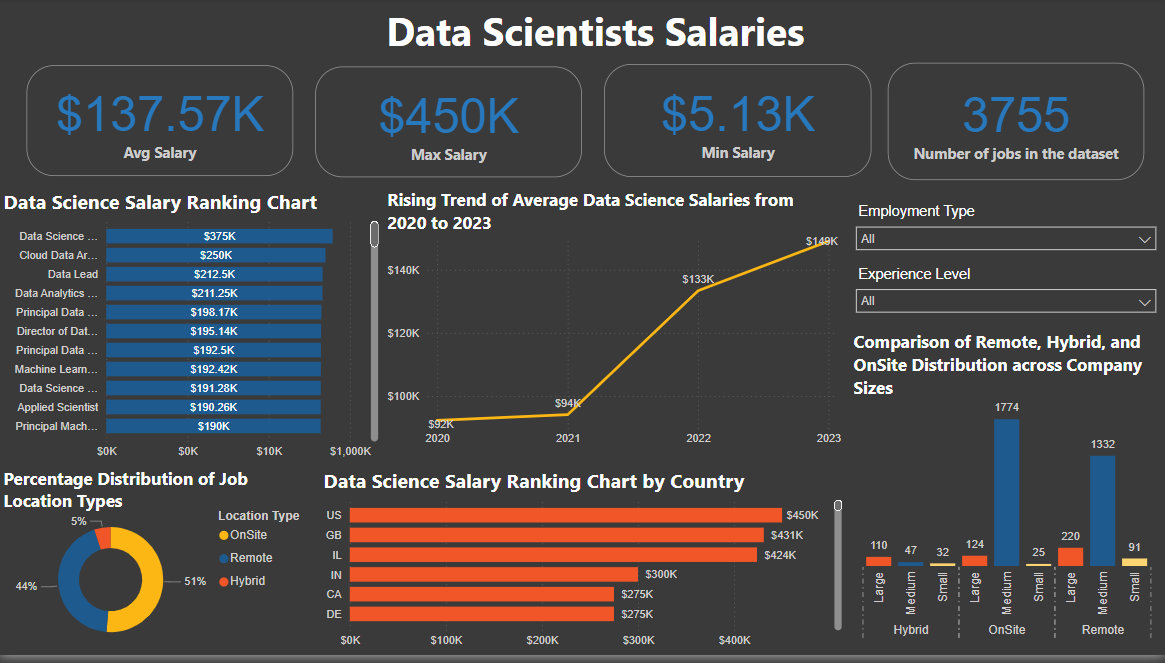 Data Scientists Salaries
$137.57K
Avg Salary
$450K
Max Salary
$5.13K
Min Salary
3755
Number of jobs in the dataset
Data Science Salary Ranking Chart
Data Science ... $375K
Cloud Data Ar... $250K
Data Lead $212.5K
Data Analytics ... $211.25K
Principal Data ... $198.17K
Director of Dat... $195.14K
Principal Data ... $192.5K
Machine Learn... $192.42K
Data Science ... $191.28K
Applied Scientist $190.26K
Principal Mach... $190K
$0K $0K $10K $1,000K
Rising Trend of Average Data Science Salaries from
2020 to 2023
$149K
$140K
$133K
$120K
$100K
$94K
$92K
2020 2021 2022 2023
Employment Type
All
Experience Level
All
Comparison of Remote, Hybrid, and
OnSite Distribution across Company
Sizes
1774
1332
110 47 32 124 25 220 91
Large Medium Small Large Medium Small Large Medium Small
Hybrid OnSite Remote
Percentage Distribution of Job
Location Types
5%
44%
51%
Location Type
OnSite
Remote
Hybrid
Data Science Salary Ranking Chart by Country
US $450K
GB $431K
IL $424K
IN $300K
CA $275K
DE $275K
$0K $100K $200K $300K $400K